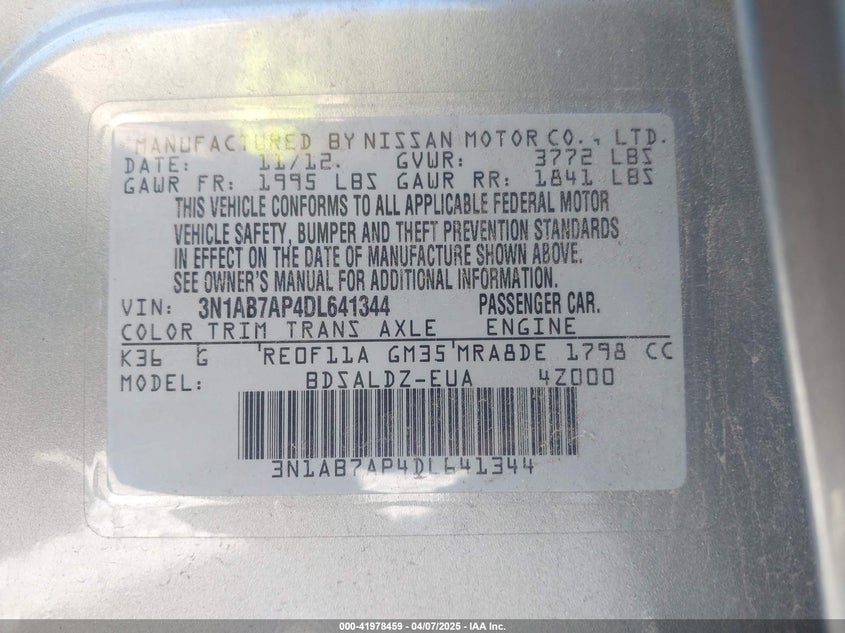 MANUFACTURED BY NISSAN MOTOR CO., LTD.
DATE: 11/12. GVWR: 3772 LBS
GAWR FR: 1995 LBS GAWR RR: 1841 LBS
THIS VEHICLE CONFORMS TO ALL APPLICABLE FEDERAL MOTOR
VEHICLE SAFETY, BUMPER AND THEFT PREVENTION STANDARDS
IN EFFECT ON THE DATE OF MANUFACTURE SHOWN ABOVE.
SEE OWNER'S MANUAL FOR ADDITIONAL INFORMATION.
VIN: 3N1AB7AP4DL641344 PASSENGER CAR.
COLOR TRIM TRANS AXLE ENGINE
K36 G RE0F11A GM35 MRA8DE 1798 CC
MODEL: BDSALDZ-EUA 4Z000
3N1AB7AP4DL641344
000-41978459 - 04/07/2025 - IAA Inc.